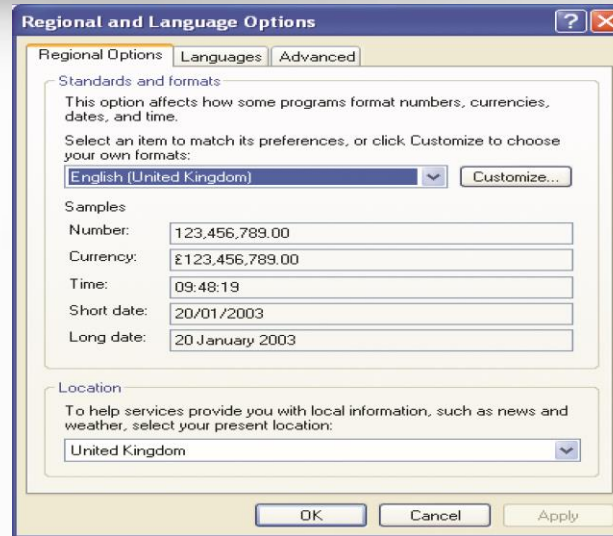 Regional and Language Options
Regional Options Languages Advanced
Standards and formats
This option affects how some programs format numbers, currencies,
dates, and time.
Select an item to match its preferences, or click Customize to choose
your own formats:
English (United Kingdom) Customize...
Samples
Number: 123,456,789.00
Currency: £123,456,789.00
Time: 09:48:19
Short date: 20/01/2003
Long date: 20 January 2003
Location
To help services provide you with local information, such as news and
weather, select your present location:
United Kingdom
OK Cancel Apply